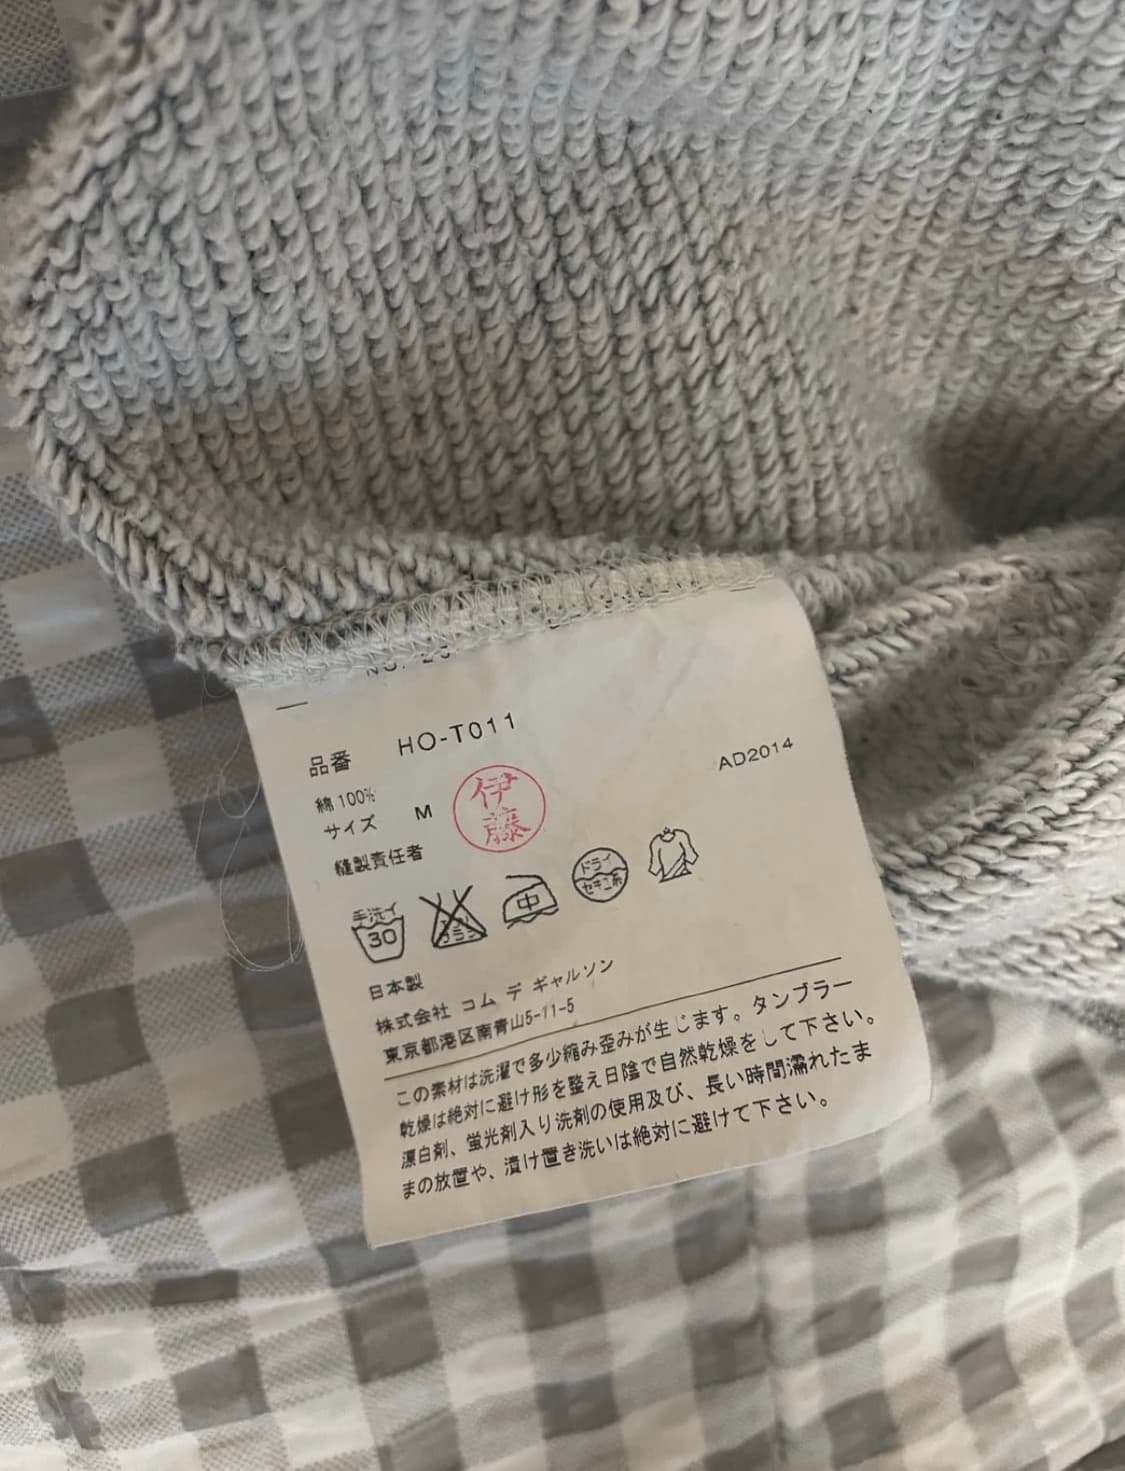 品番 HO-T011
綿100%
AD2014
サイズ M
縫製責任者 伊藤
手洗イ
30
中
ドライ
セキユ系
日本製
株式会社 コム デ ギャルソン
東京都港区南青山5-11-5
この素材は洗濯で多少縮み歪みが生じます。タンブラー
乾燥は絶対に避け形を整え日陰で自然乾燥をして下さい。
漂白剤、蛍光剤入り洗剤の使用及び、長い時間濡れたま
まの放置や、漬け置き洗いは絶対に避けて下さい。